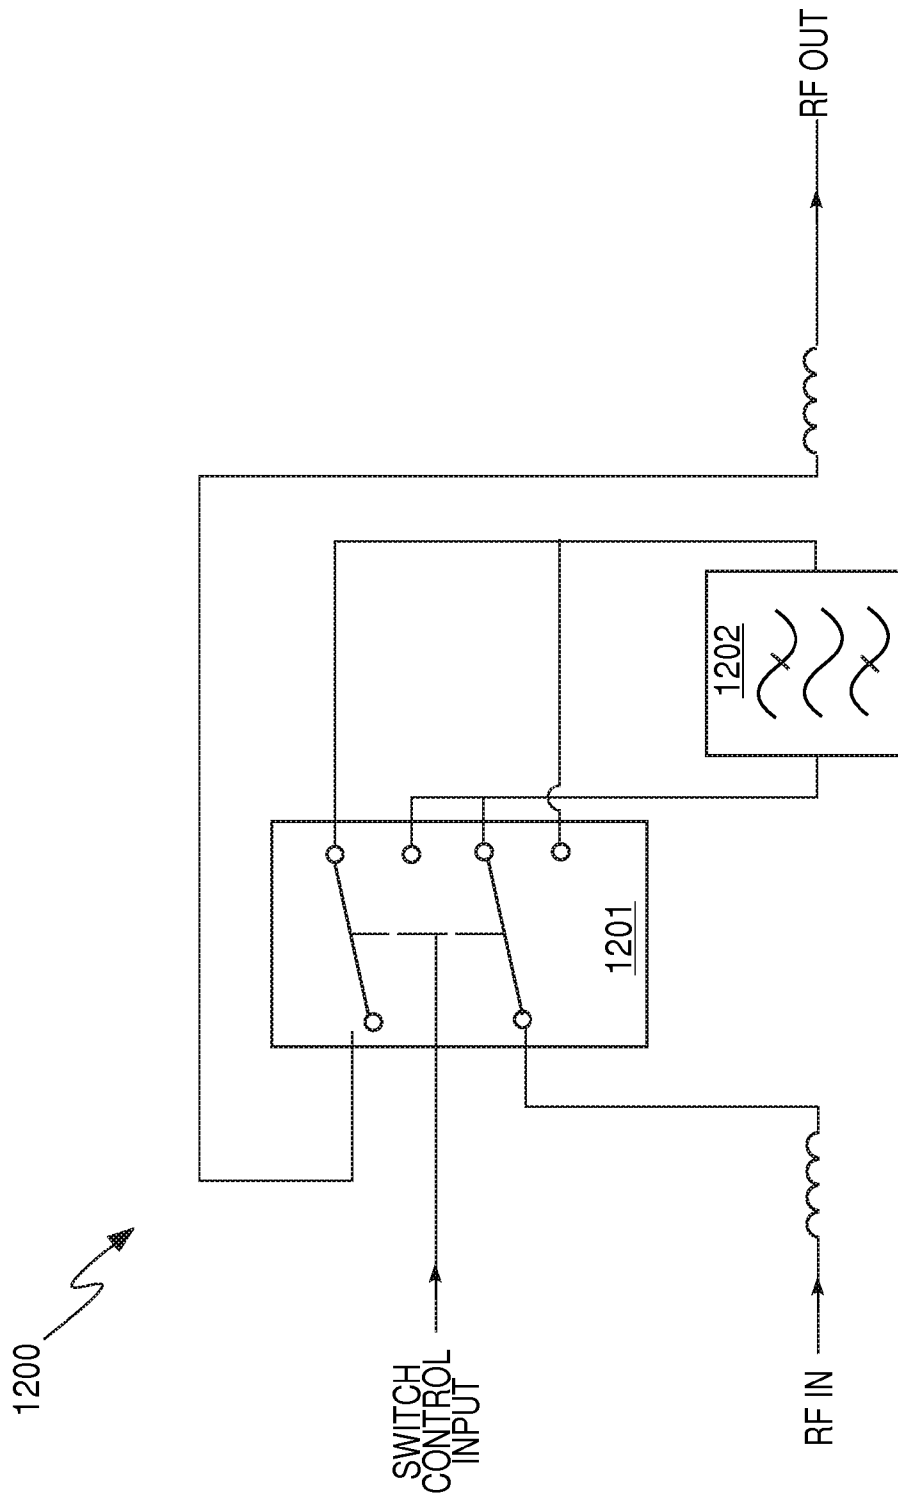 1200
SWITCH
CONTROL
INPUT
RF IN
1201
1202
RF OUT